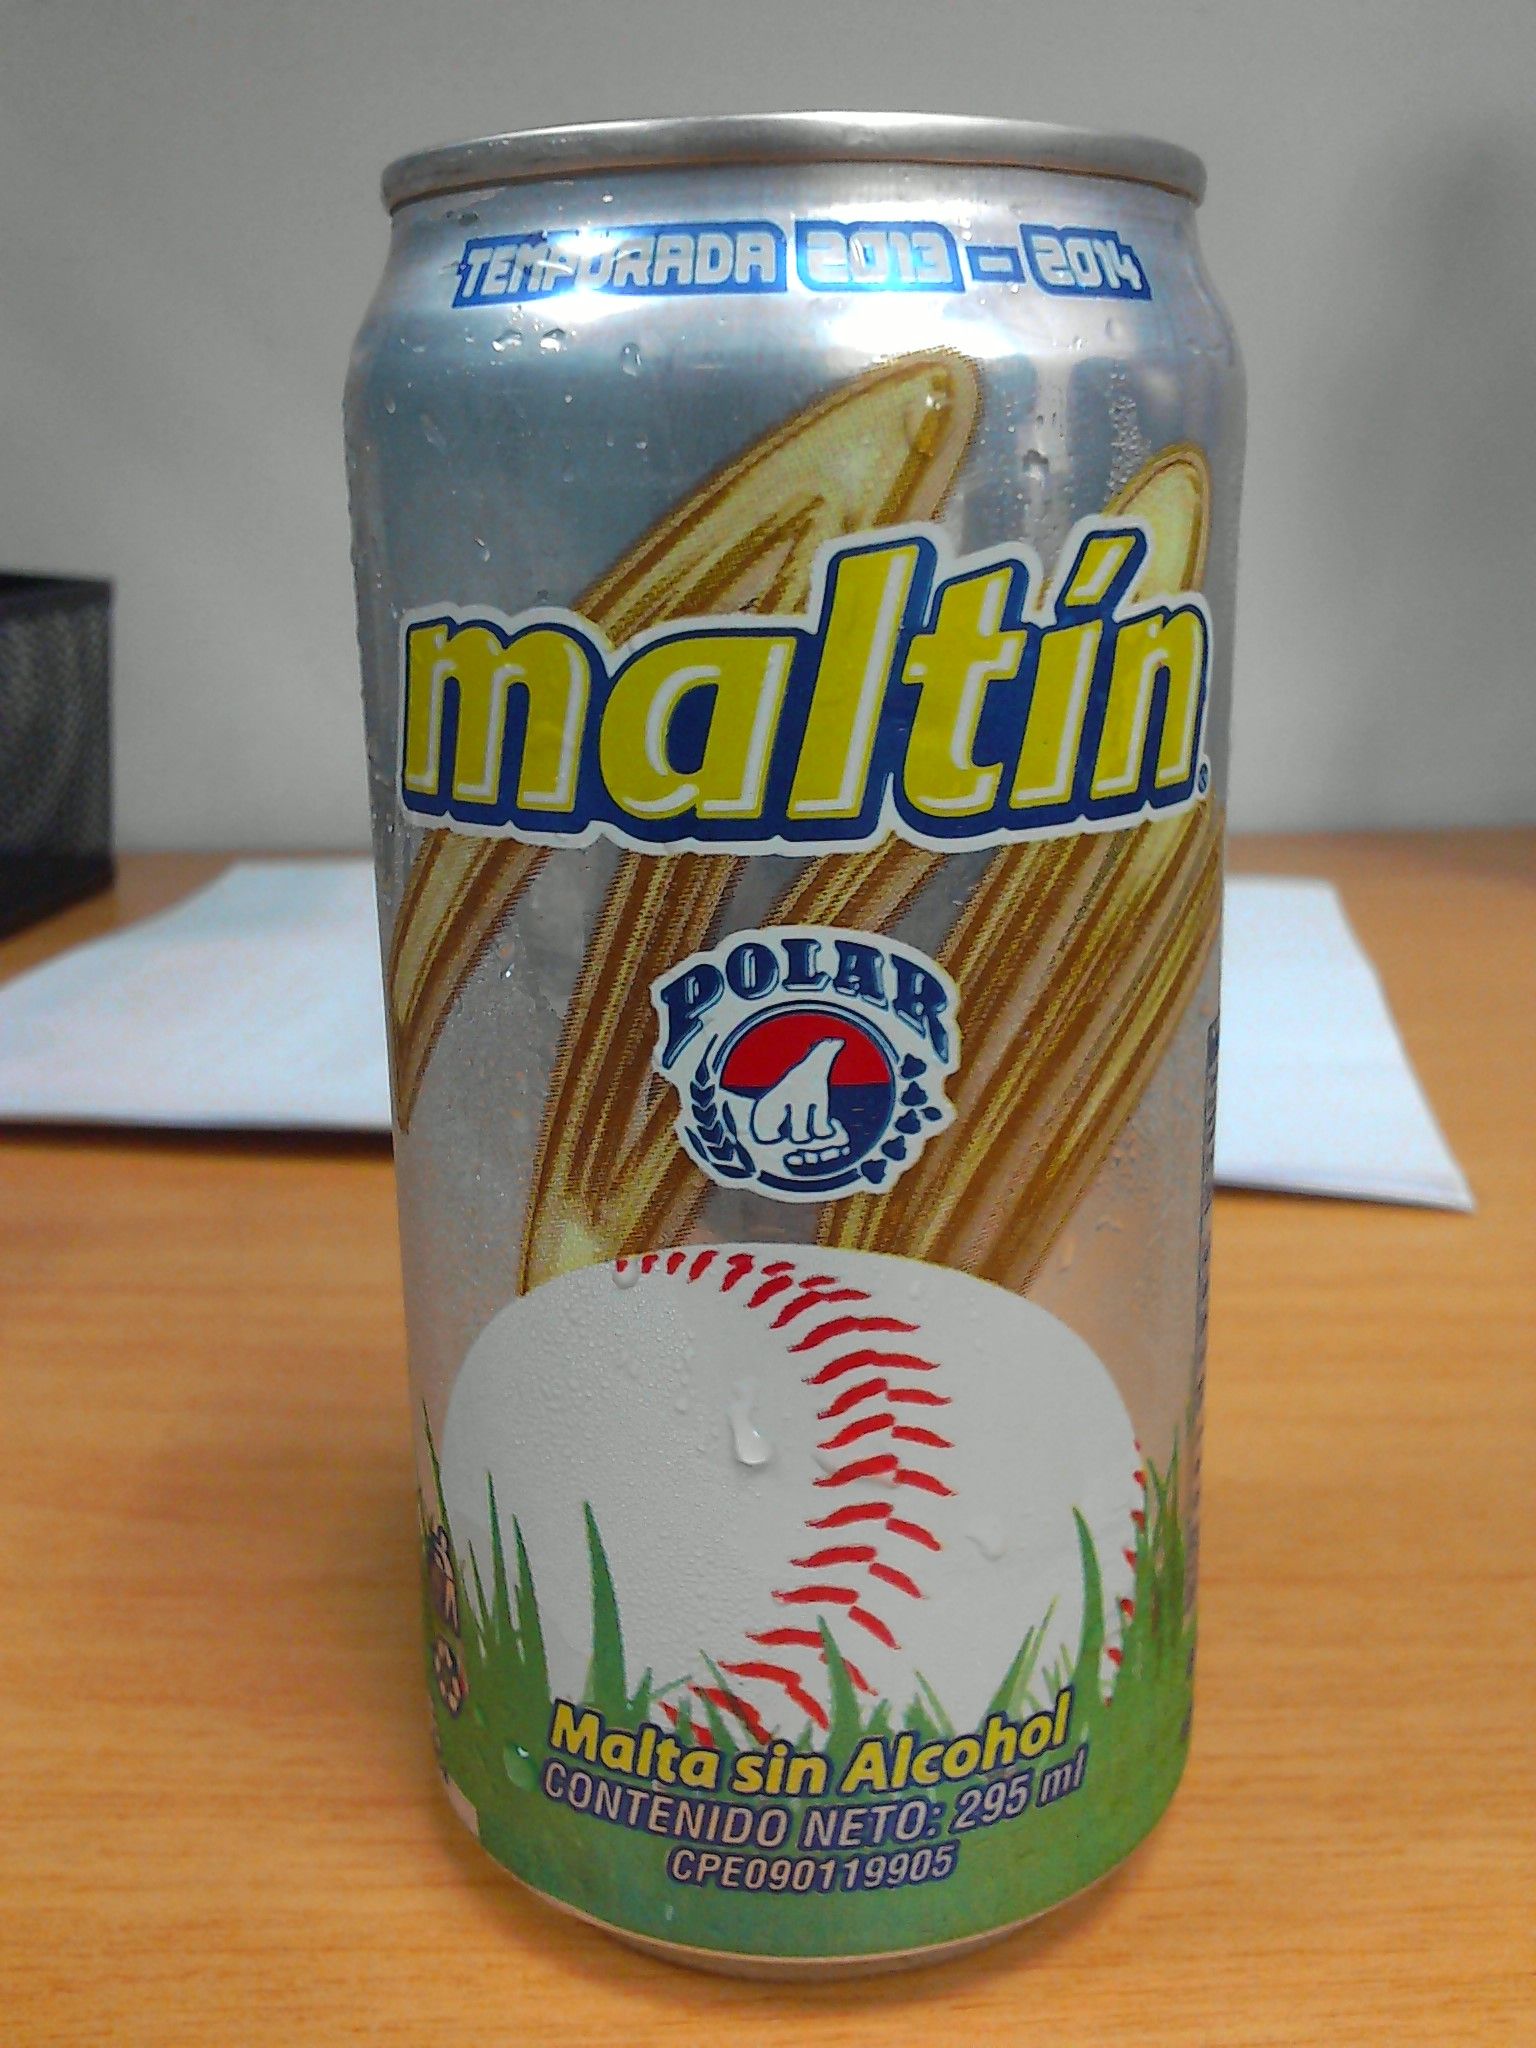 TEMPORADA 2013 - 2014
maltín
POLAR
Malta sin Alcohol
CONTENIDO NETO: 295 ml
CPE090119905